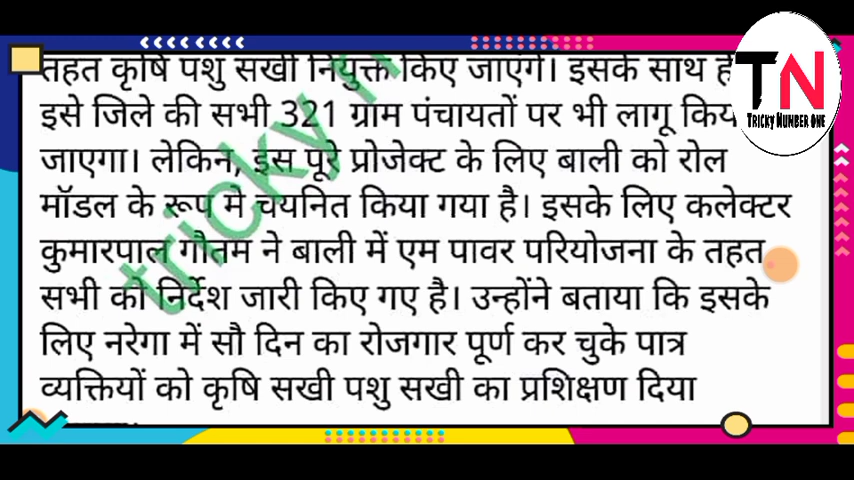 तहत कृषि पशु सखी नियुक्त किए जाएंगे। इसके साथ
इसे जिले की सभी 321 ग्राम पंचायतों पर भी लागू
जाएगा। लेकिन, इस पूरे प्रोजेक्ट के लिए बाली को रोल
मॉडल के रूप में चयनित किया गया है। इसके लिए कलेक्टर
कुमारपाल गौतम ने बाली में एम पावर परियोजना के तहत
सभी को निर्देश जारी किए गए है। उन्होंने बताया कि इसके
लिए नरेगा में सौ दिन का रोजगार पूर्ण कर चुके पात्र
व्यक्तियों को कृषि सखी पशु सखी का प्रशिक्षण दिया
TN
TRICKY NUMBER ONE
tricky n